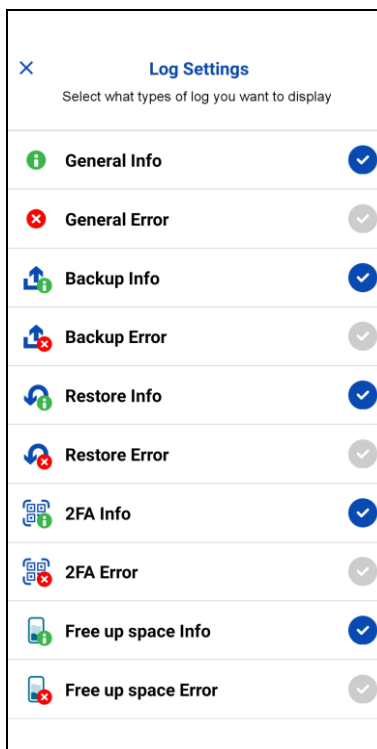 Log Settings
Select what types of log you want to display
General Info
General Error
Backup Info
Backup Error
Restore Info
Restore Error
2FA Info
2FA Error
Free up space Info
Free up space Error